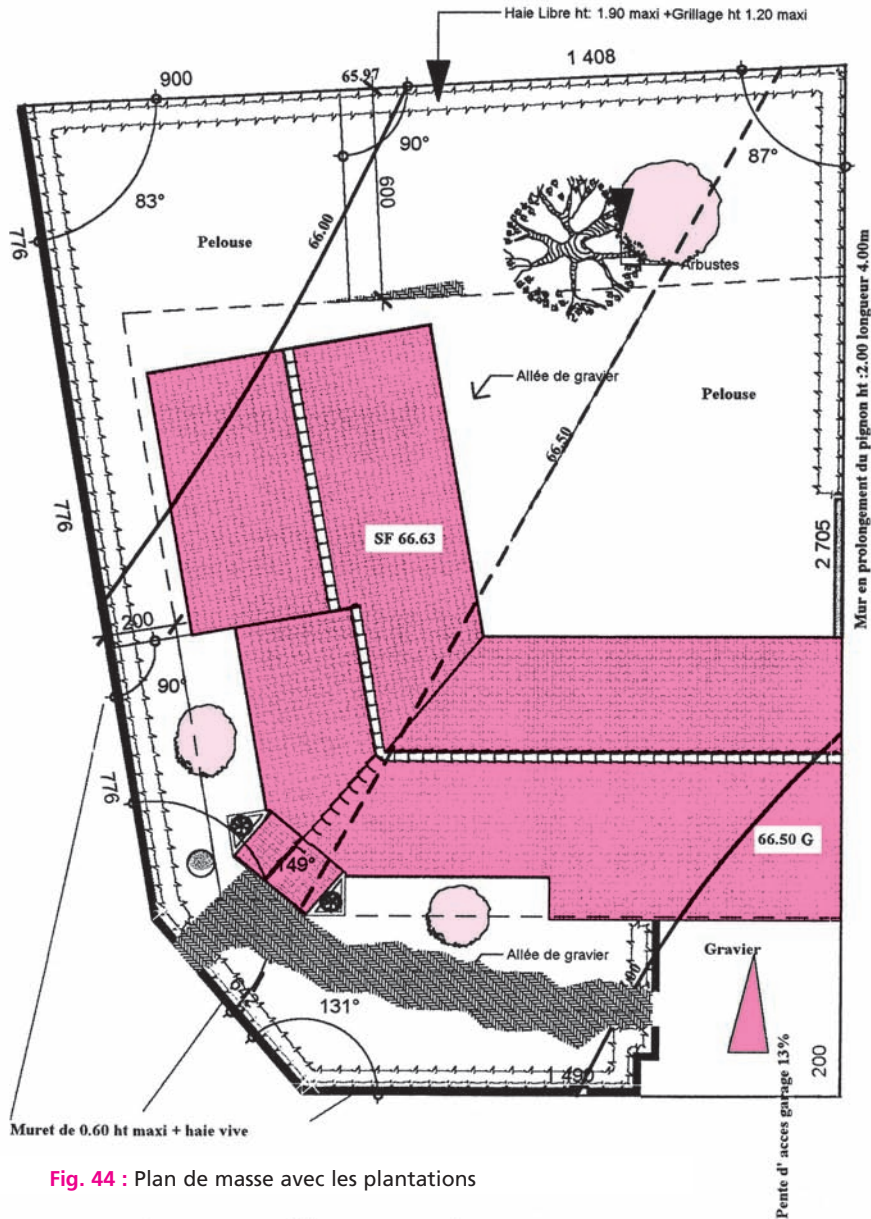 Haie Libre ht: 1.90 maxi +Grillage ht 1.20 maxi
900
65.97
1 408
90°
87°
83°
600
776
Pelouse
66.00
Arbustes
Allée de gravier
Pelouse
66.50
Mur en prolongement du pignon ht :2.00 longueur 4.00m
776
SF 66.63
2 705
200
90°
776
149°
66.50 G
Allée de gravier
Gravier
131°
200
1 490
Pente d' acces garage 13%
Muret de 0.60 ht maxi + haie vive
Fig. 44 : Plan de masse avec les plantations